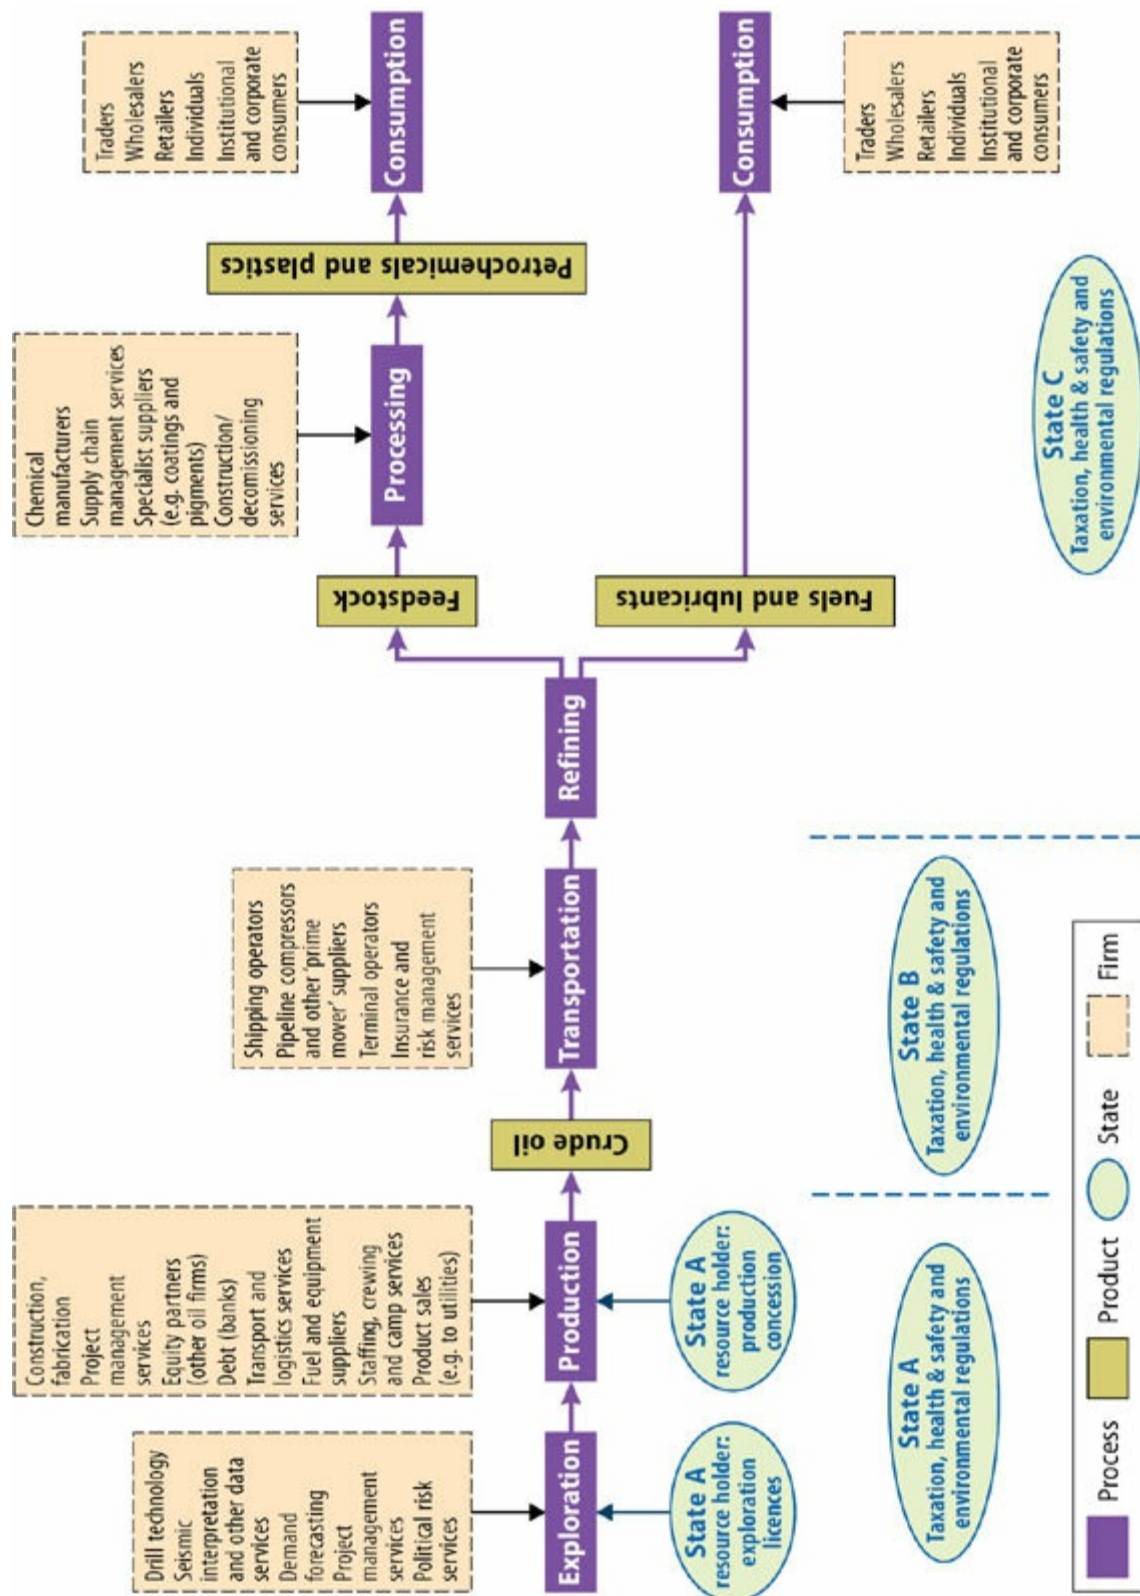 Drill technology
Seismic
interpretation
and other data
services
Demand
forecasting
Project
management
services
Political risk
services
Construction,
fabrication
Project
management
services
Equity partners
(other oil firms)
Debt (banks)
Transport and
logistics services
Fuel and equipment
suppliers
Staffing, crewing
and camp services
Product sales
(e.g. to utilities)
Shipping operators
Pipeline compressors
and other 'prime
mover' suppliers
Terminal operators
Insurance and
risk management
services
Chemical
manufacturers
Supply chain
management services
Specialist suppliers
(e.g. coatings and
pigments)
Construction/
decomissioning
services
Traders
Wholesalers
Retailers
Individuals
Institutional
and corporate
consumers
Exploration
Production
Crude oil
Transportation
Refining
Feedstock
Processing
Petrochemicals and plastics
Consumption
Fuels and lubricants
Consumption
Traders
Wholesalers
Retailers
Individuals
Institutional
and corporate
consumers
State A
resource holder:
exploration
licences
State A
resource holder:
production
concession
State A
Taxation, health & safety and
environmental regulations
State B
Taxation, health & safety and
environmental regulations
State C
Taxation, health & safety and
environmental regulations
Process
Product
State
Firm